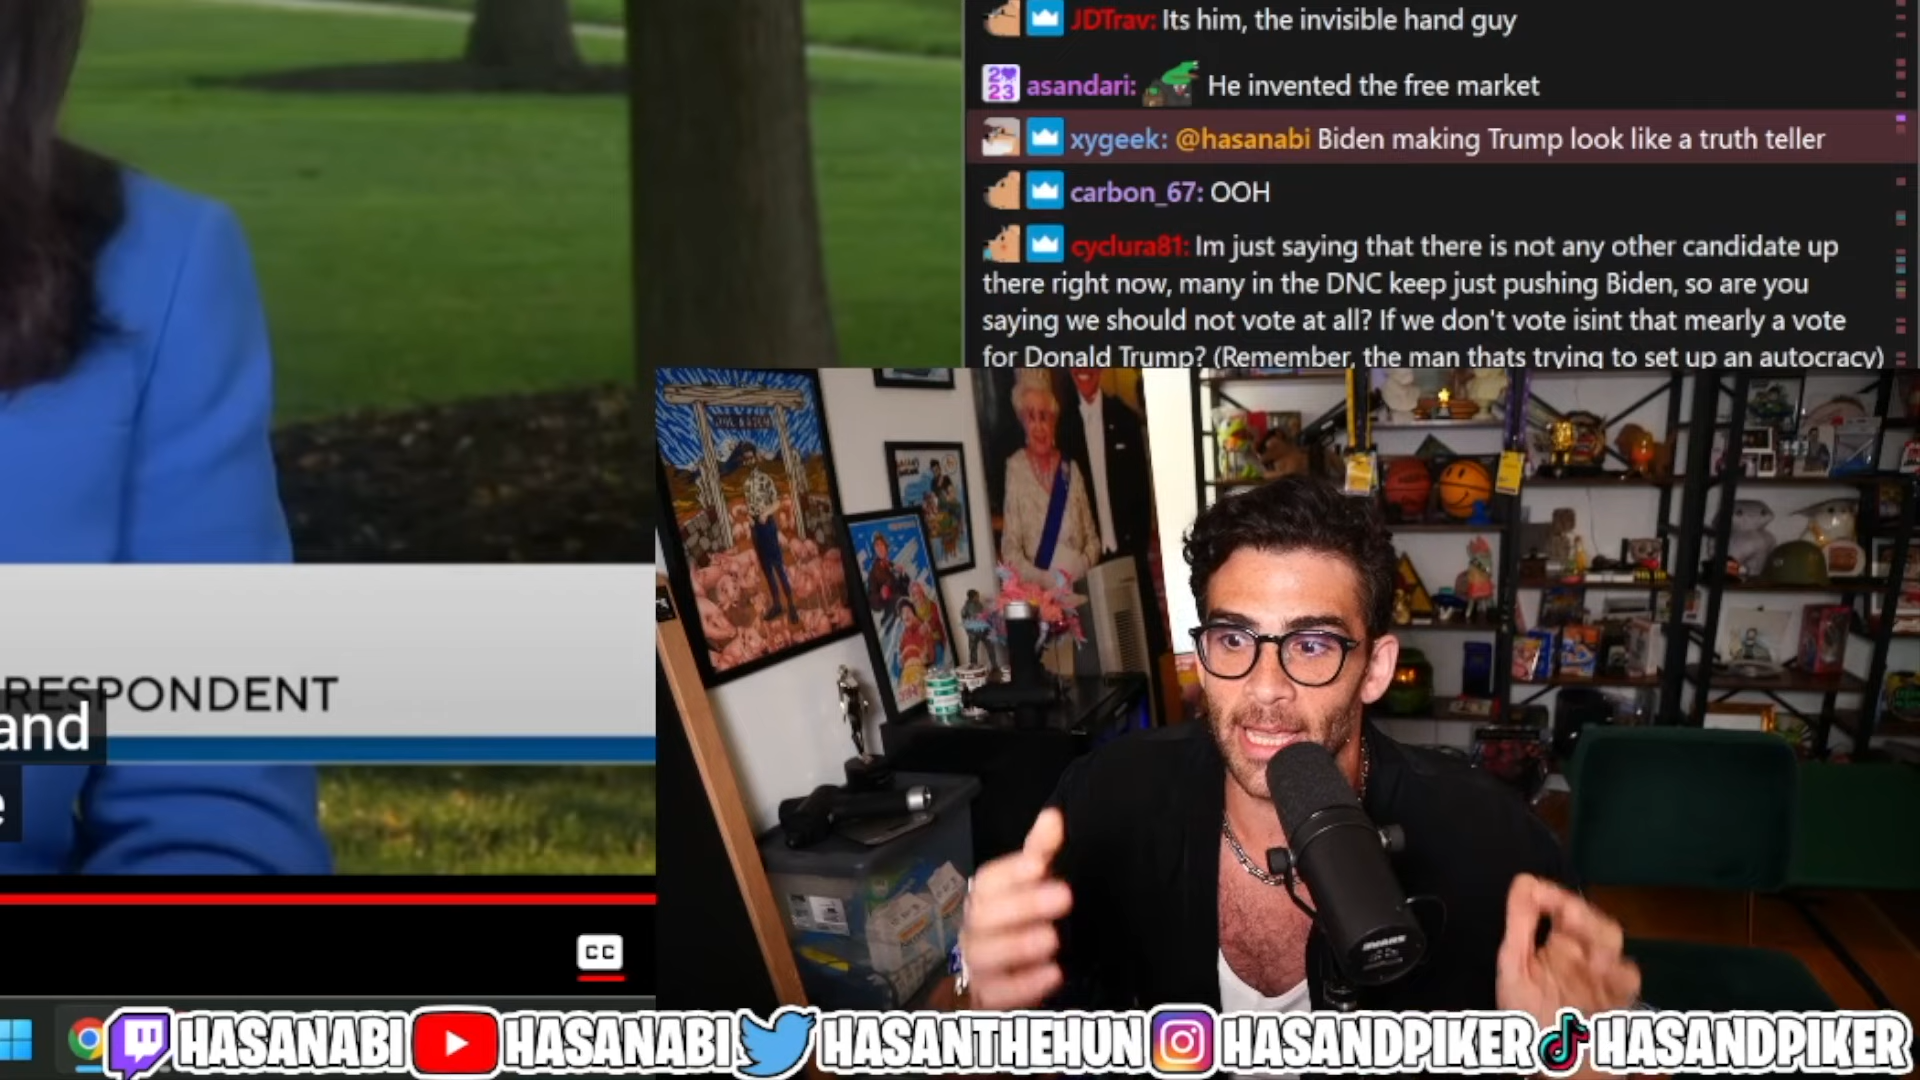 JDTrav: Its him, the invisible hand guy
asandari: He invented the free market
xygeek: @hasanabi Biden making Trump look like a truth teller
carbon_67: OOH
cyclura81: Im just saying that there is not any other candidate up
there right now, many in the DNC keep just pushing Biden, so are you
saying we should not vote at all? If we don't vote isint that mearly a vote
for Donald Trump? (Remember, the man thats trying to set up an autocracy)
RESPONDENT
and
e
CC
HASANABI HASANABI HASANTHEHUN HASANDPIKER HASANDPIKER